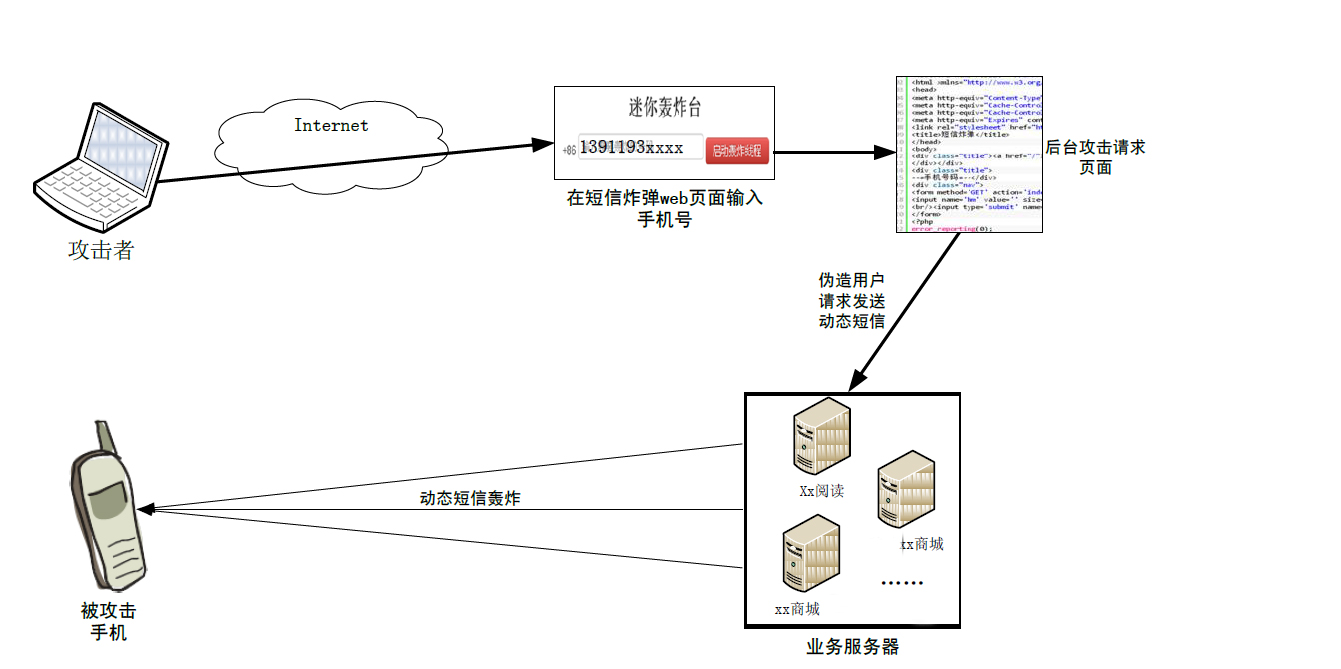 Internet
攻击者
迷你轰炸台
+86
1391193xxxx
启动轰炸线程
在短信炸弹web页面输入
手机号
<html xmlns="http://www.w3.org
<head>
<meta http-equiv="Content-Type"
<meta http-equiv="Cache-Contro
<meta http-equiv="Cache-Contro
<meta http-equiv="Expires" cont
<link rel="stylesheet" href="ht
<title>短信炸弹</title>
</head>
<body>
<div class="title"><a href="/"
</div></div>
<div class="title">
--=手机号码=--</div>
<div class="nav">
<form method='GET' action='inde
<input name='hm' value='' size=
<br/><input type='submit' name=
</form>
<?php
error_reporting(0);
后台攻击请求
页面
伪造用户
请求发送
动态短信
Xx阅读
xx商城
xx商城
……
业务服务器
动态短信轰炸
被攻击
手机